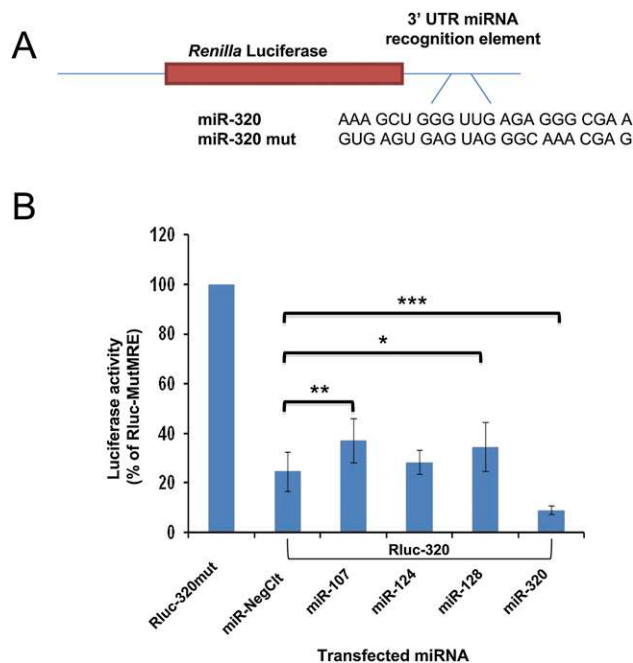 A
Renilla Luciferase
3' UTR miRNA
recognition element
miR-320 AAA GCU GGG UUG AGA GGG CGA A
miR-320 mut GUG AGU GAG UAG GGC AAA CGA G
B
Luciferase activity
(% of Rluc-MutMRE)
120
100
80
60
40
20
0
***
*
**
Rluc-320
Rluc-320mut
miR-NegClt
miR-107
miR-124
miR-128
miR-320
Transfected miRNA